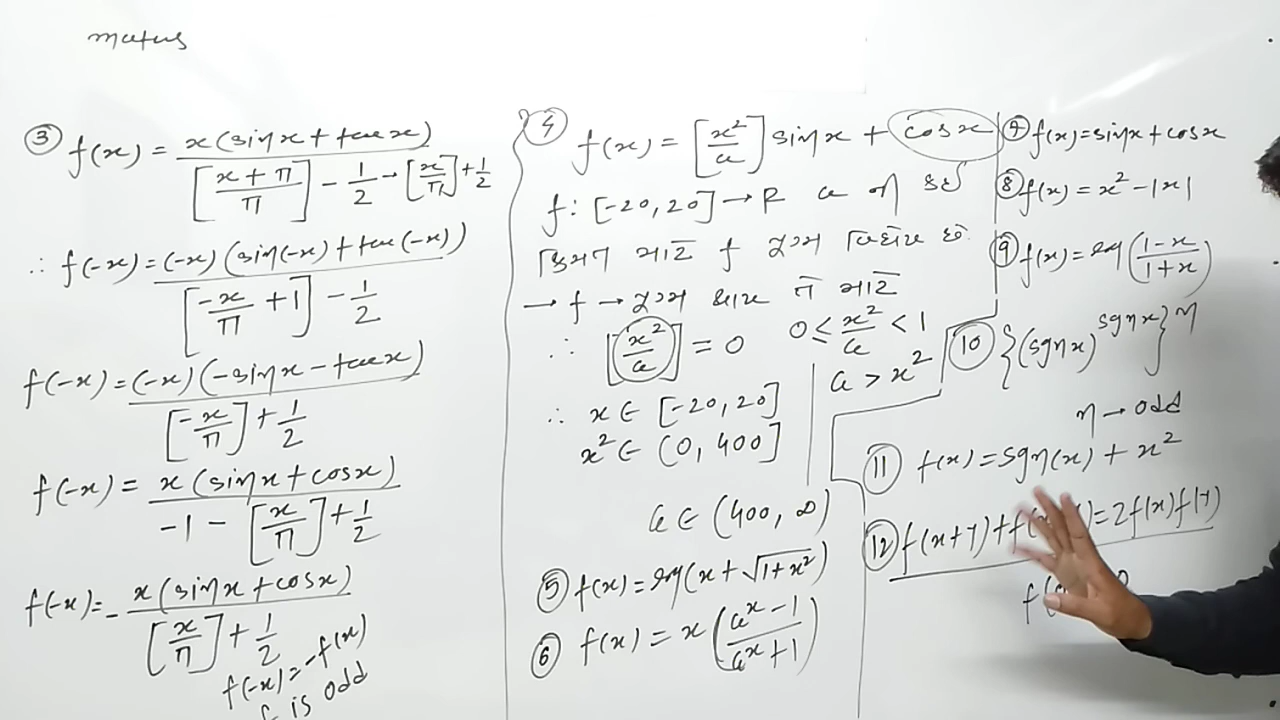 matus
③ f(x) = x(sin x + tan x) / [x + π / π] - 1/2 → [x/π] + 1/2
∴ f(-x) = (-x)(sin(-x) + tan(-x)) / [-x/π + 1] - 1/2
f(-x) = (-x)(-sin x - tan x) / [-x/π] + 1/2
f(-x) = x(sin x + cos x) / -1 - [x/π] + 1/2
f(-x) = - x(sin x + cos x) / [x/π] + 1/2
f(-x) = -f(x)
is odd
④ f(x) = [x²/a] sin x + cos x
f: [-20, 20] → R a ની કઈ
કિંમત માટે f યુગ્મ વિધેય છે.
→ f → યુગ્મ થાય તે માટે
∴ [x²/a] = 0 0 ≤ x²/a < 1
a > x²
∴ x ∈ [-20, 20]
x² ∈ (0, 400]
a ∈ (400, ∞)
⑤ f(x) = log(x + √1+x²)
⑥ f(x) = x (aˣ - 1 / aˣ + 1)
f(x) = sin x + cos x
⑧ f(x) = x² - |x|
⑨ f(x) = log (1-x / 1+x)
⑩ {(sgn x)^sgn x}^n
n → odd
⑪ f(x) = sgn(x) + x²
⑫ f(x+y) + f( ) = 2f(x) f(y)